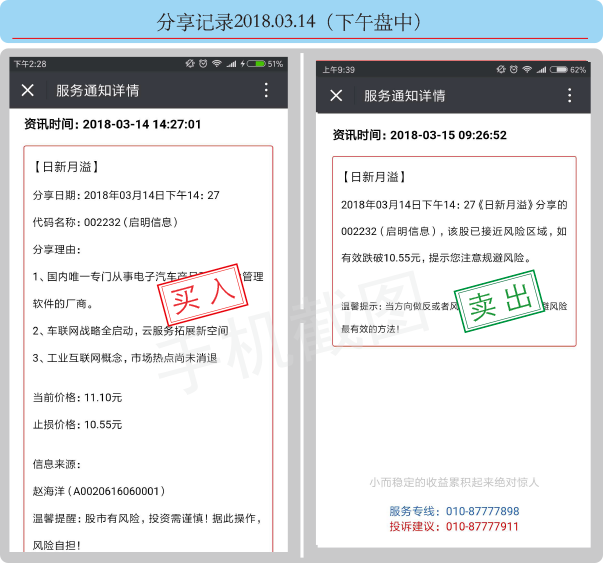 分享记录2018.03.14（下午盘中）
下午2:28
51%
服务通知详情
资讯时间: 2018-03-14 14:27:01
【日新月溢】
分享日期: 2018年03月14日下午14: 27
代码名称: 002232 (启明信息)
分享理由:
1、国内唯一专门从事电子汽车产品 管理
软件的厂商。
2、车联网战略全启动, 云服务拓展新空间
3、工业互联网概念, 市场热点尚未消退
买入
当前价格: 11.10元
止损价格: 10.55元
信息来源:
赵海洋 (A0020616060001)
温馨提醒: 股市有风险, 投资需谨慎! 据此操作,
风险自担!
上午9:39
62%
服务通知详情
资讯时间: 2018-03-15 09:26:52
【日新月溢】
2018年03月14日下午14: 27《日新月溢》分享的
002232 (启明信息) , 该股已接近风险区域, 如
有效跌破10.55元, 提示您注意规避风险。
温馨提示: 当方向做反或者风 避风险
最有效的方法!
卖出
小而稳定的收益累积起来绝对惊人
服务专线: 010-87777898
投诉建议: 010-87777911
手机截图